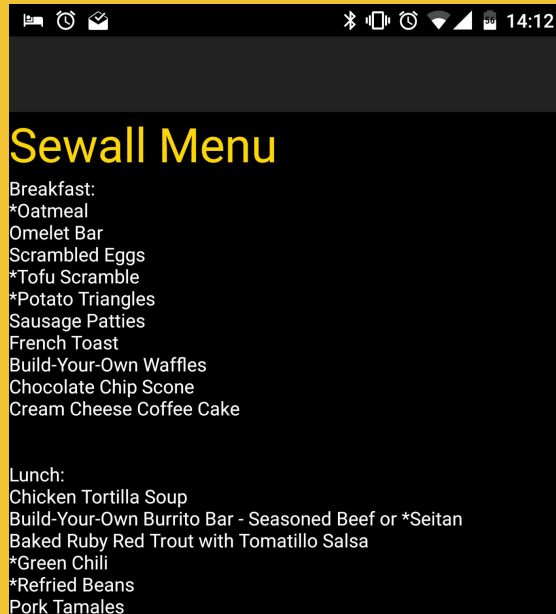 14:12
Sewall Menu
Breakfast:
*Oatmeal
Omelet Bar
Scrambled Eggs
*Tofu Scramble
*Potato Triangles
Sausage Patties
French Toast
Build-Your-Own Waffles
Chocolate Chip Scone
Cream Cheese Coffee Cake
Lunch:
Chicken Tortilla Soup
Build-Your-Own Burrito Bar - Seasoned Beef or *Seitan
Baked Ruby Red Trout with Tomatillo Salsa
*Green Chili
*Refried Beans
Pork Tamales